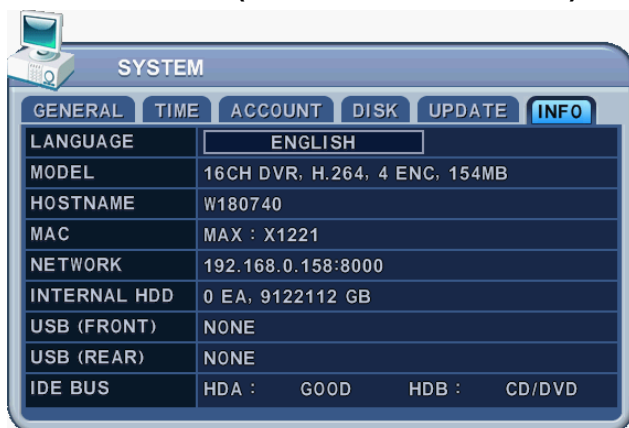 SYSTEM
GENERAL TIME ACCOUNT DISK UPDATE INFO
LANGUAGE ENGLISH
MODEL 16CH DVR, H.264, 4 ENC, 154MB
HOSTNAME W180740
MAC MAX : X1221
NETWORK 192.168.0.158:8000
INTERNAL HDD 0 EA, 9122112 GB
USB (FRONT) NONE
USB (REAR) NONE
IDE BUS HDA : GOOD HDB : CD/DVD